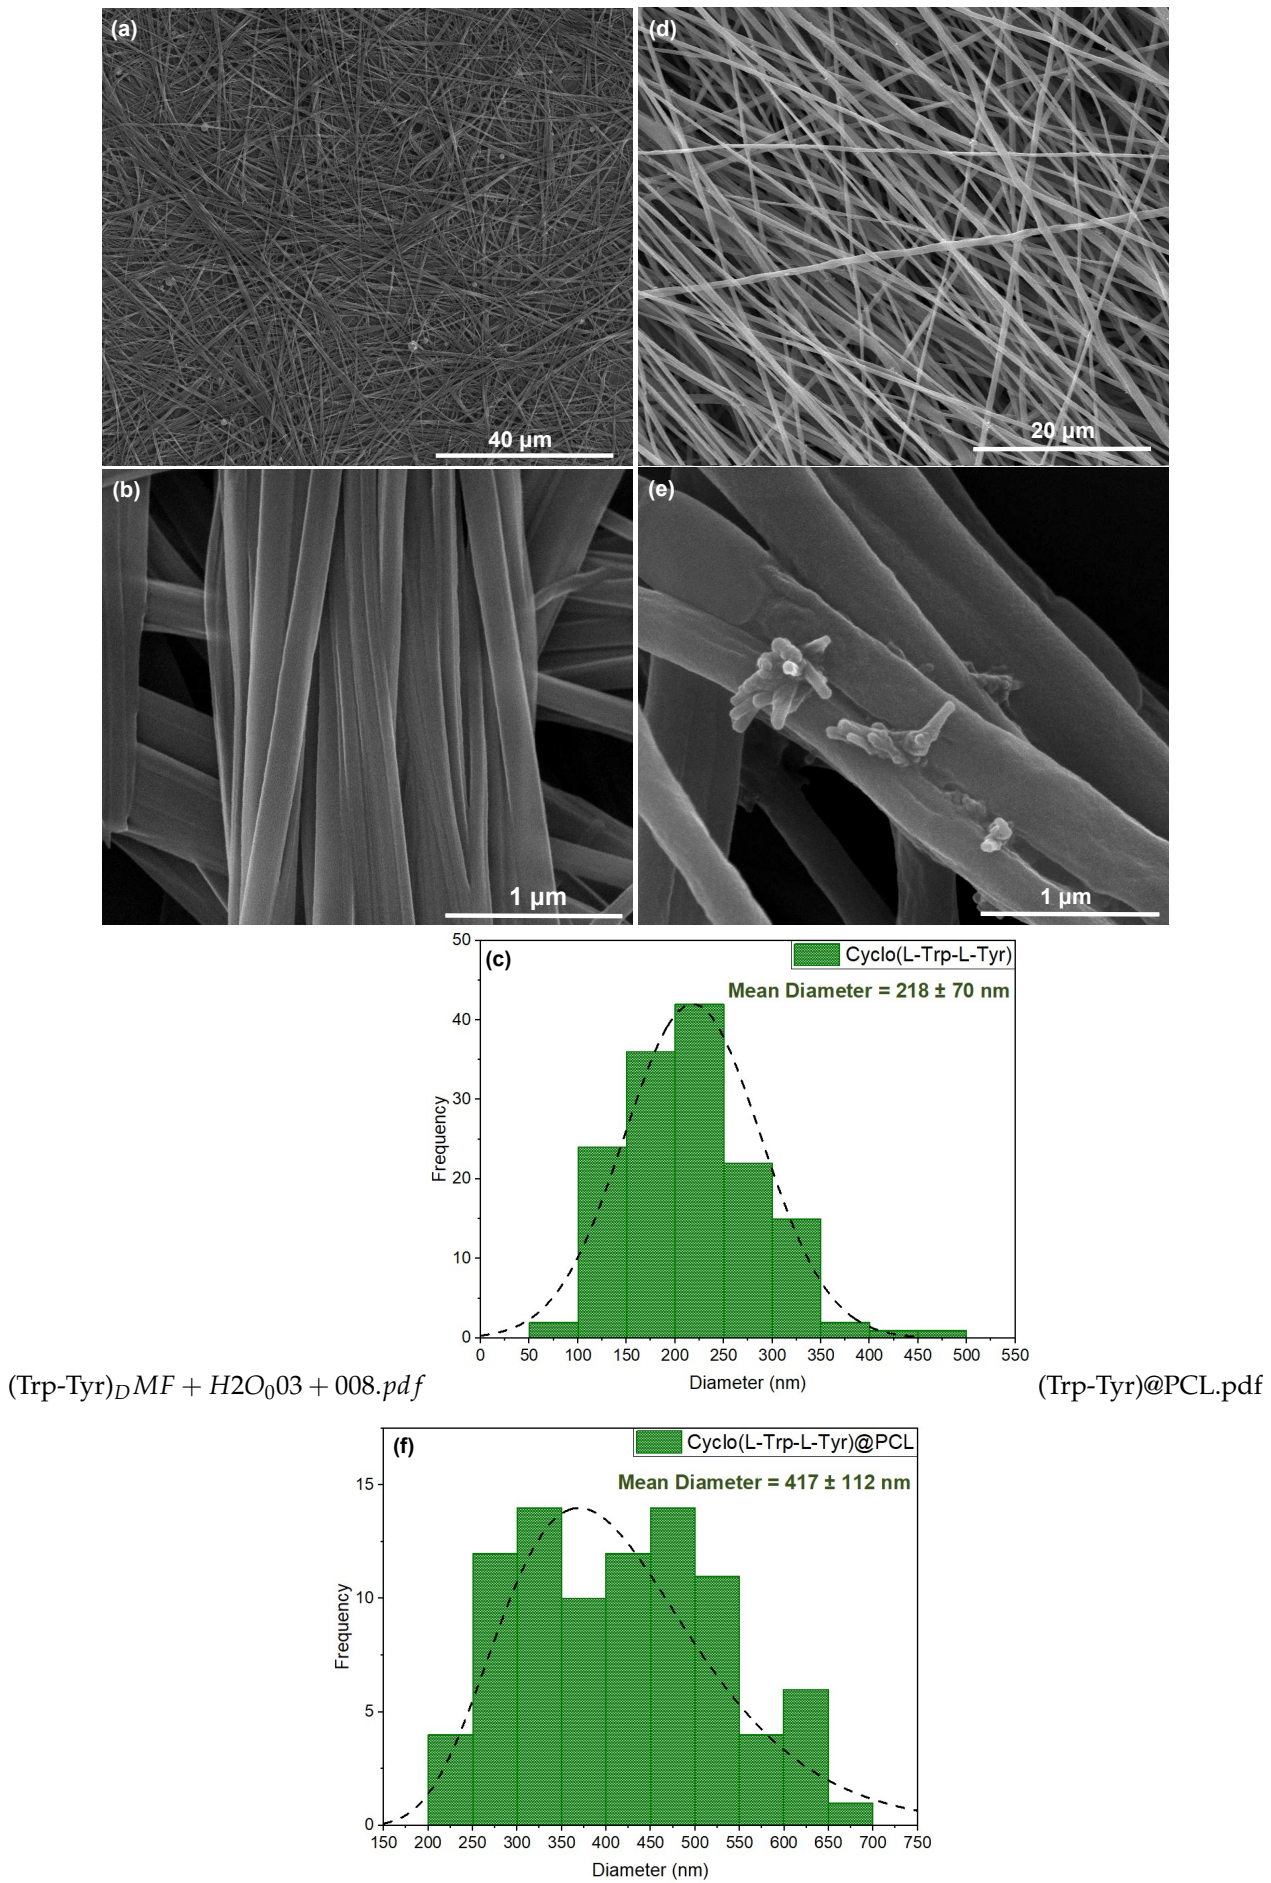 (a)
(d)
40 µm
20 µm
(b)
(e)
1 µm
1 µm
(c)
Cyclo(L-Trp-L-Tyr)
Mean Diameter = 218 ± 70 nm
50
40
30
20
10
0
Frequency
0 50 100 150 200 250 300 350 400 450 500 550
Diameter (nm)
(Trp-Tyr)DMF + H2O003 + 008.pdf
(Trp-Tyr)@PCL.pdf
(f)
Cyclo(L-Trp-L-Tyr)@PCL
Mean Diameter = 417 ± 112 nm
15
10
5
0
Frequency
150 200 250 300 350 400 450 500 550 600 650 700 750
Diameter (nm)